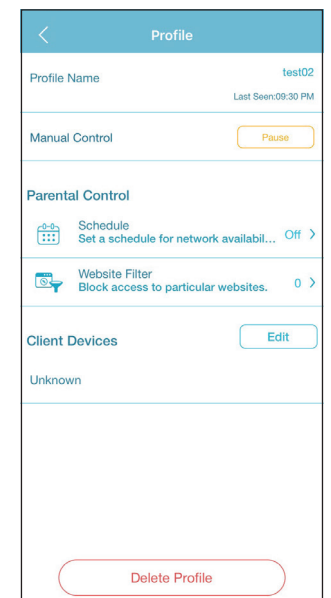 Profile
Profile Name
test02
Last Seen:09:30 PM
Manual Control
Pause
Parental Control
Schedule
Set a schedule for network availabil...
Off
Website Filter
Block access to particular websites.
0
Client Devices
Edit
Unknown
Delete Profile